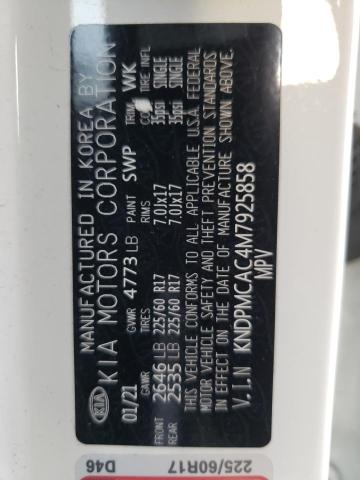 KIA
MANUFACTURED IN KOREA BY
KIA MOTORS CORPORATION
01/21 GVWR 4773 LB PAINT SWP TRIM WK
GAWR TIRES RIMS TIRE INFL
FRONT 2646 LB 225/60 R17 7.0Jx17 35psi SINGLE
REAR 2535 LB 225/60 R17 7.0Jx17 35psi SINGLE
THIS VEHICLE CONFORMS TO ALL APPLICABLE U.S.A. FEDERAL
MOTOR VEHICLE SAFETY AND THEFT PREVENTION STANDARDS
IN EFFECT ON THE DATE OF MANUFACTURE SHOWN ABOVE.
V.I.N KNDPMCAC4M7925858
MPV
225/60R17 D46